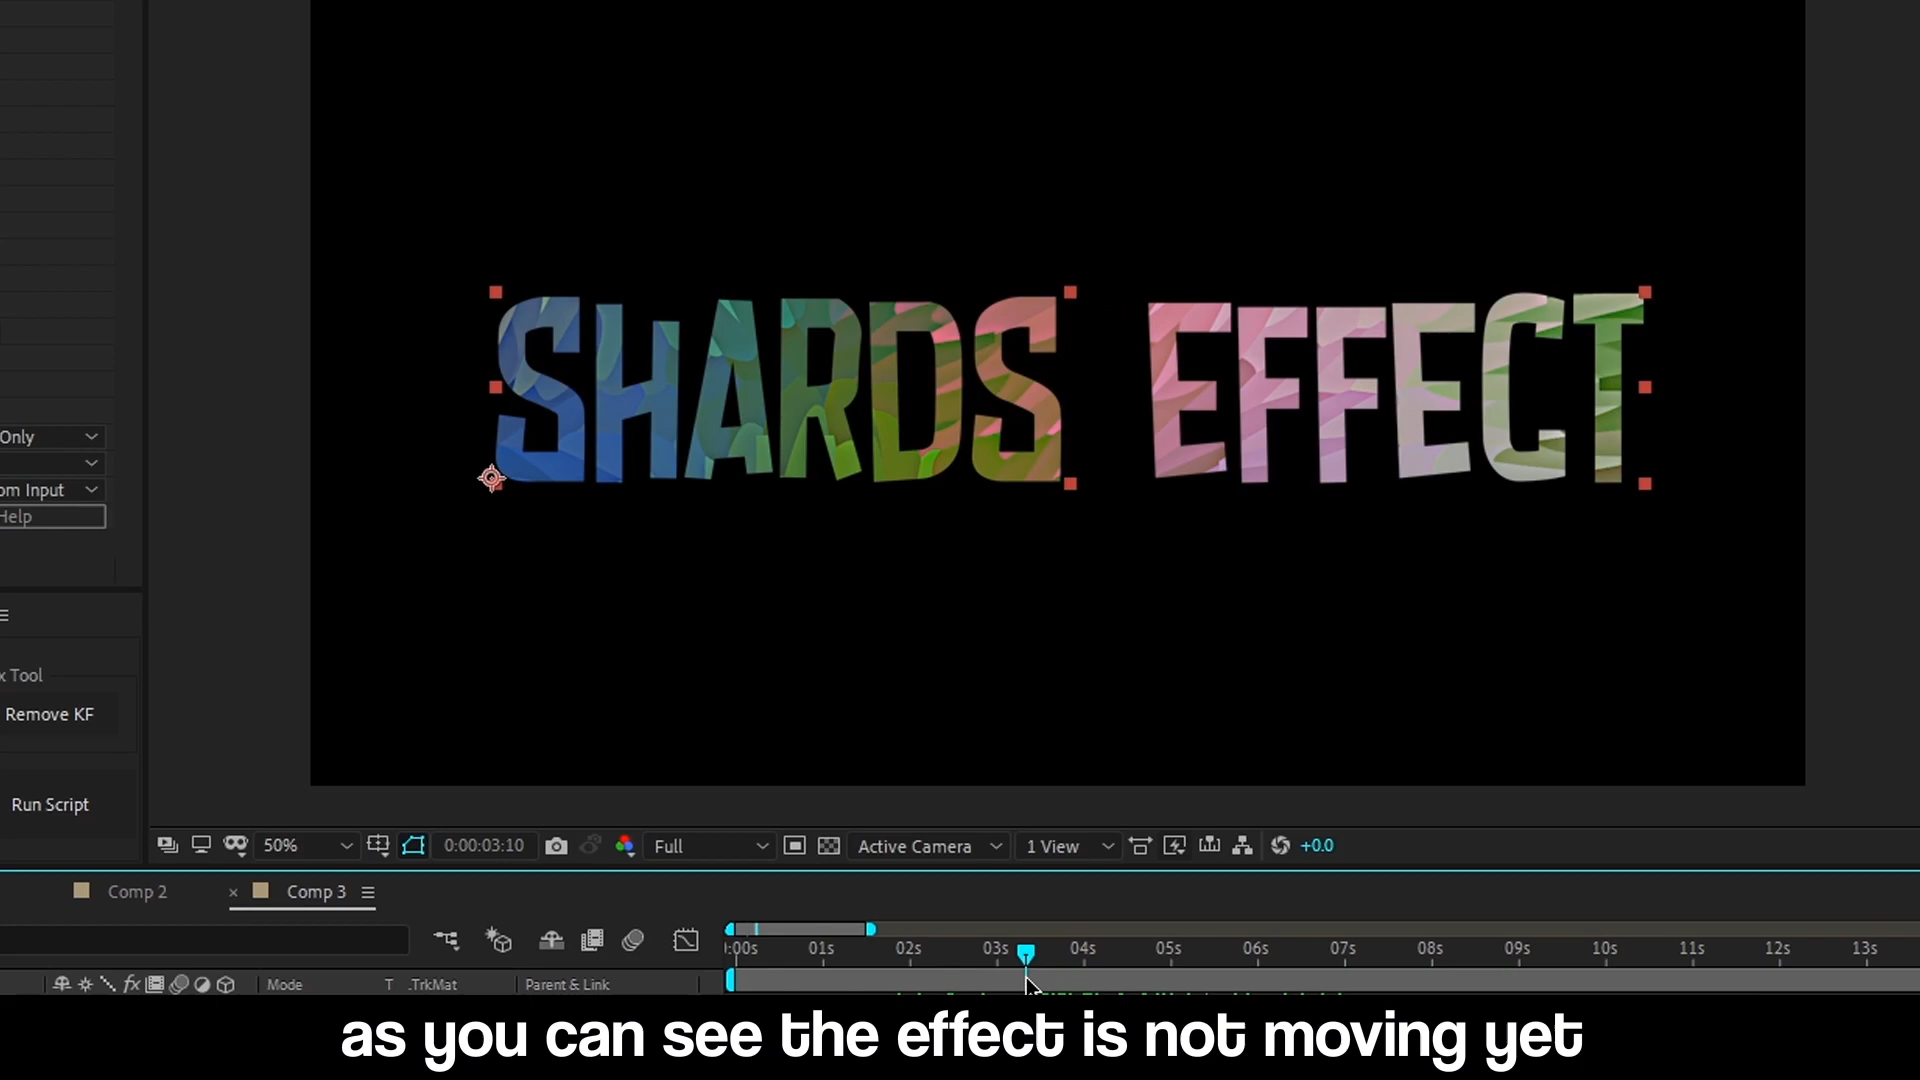 SHARDS EFFECT
Only
om Input
Help
x Tool
Remove KF
Run Script
50%
0:00:03:10
Full
Active Camera
1 View
+0.0
Comp 2
× Comp 3
:00s 01s 02s 03s 04s 05s 06s 07s 08s 09s 10s 11s 12s 13s
fx Mode T .TrkMat Parent & Link
as you can see the effect is not moving yet